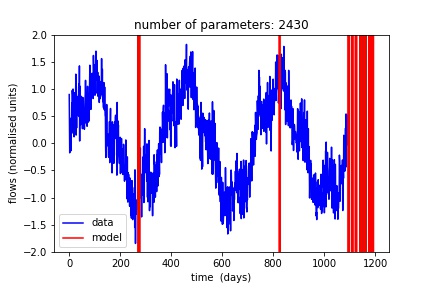 number of parameters: 2430
flows (normalised units)
2.0
1.5
1.0
0.5
0.0
−0.5
−1.0
−1.5
−2.0
data
model
0 200 400 600 800 1000 1200
time (days)